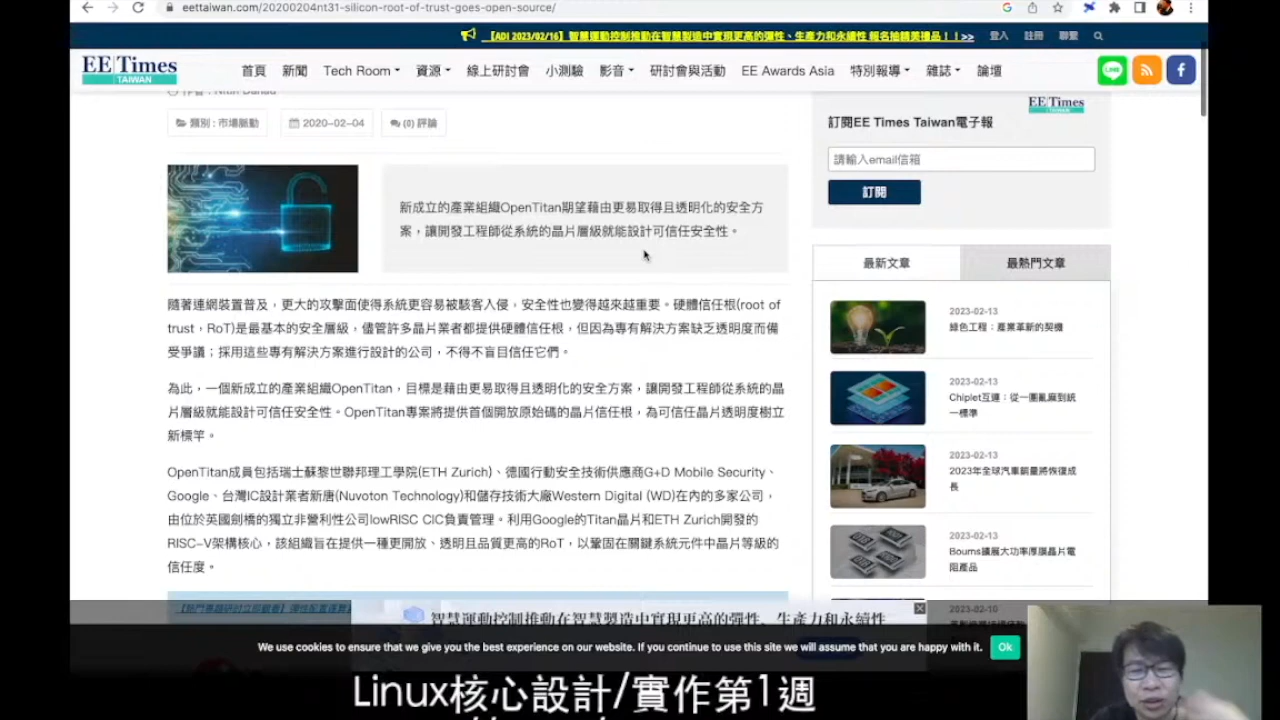 eettaiwan.com/20200204nt31-silicon-root-of-trust-goes-open-source/
【ADI 2023/02/16】智慧運動控制推動在智慧製造中實現更高的彈性、生產力和永續性 報名抽精美禮品！！>>
登入 註冊 聯繫
EE Times
TAIWAN
首頁 新聞 Tech Room 資源 線上研討會 小測驗 影音 研討會與活動 EE Awards Asia 特別報導 雜誌 論壇
類別 : 市場脈動 2020-02-04 (0) 評論
新成立的產業組織OpenTitan期望藉由更易取得且透明化的安全方
案，讓開發工程師從系統的晶片層級就能設計可信任安全性。
隨著連網裝置普及，更大的攻擊面使得系統更容易被駭客入侵，安全性也變得越來越重要。硬體信任根(root of
trust，RoT)是最基本的安全層級，儘管許多晶片業者都提供硬體信任根，但因為專有解決方案缺乏透明度而備
受爭議；採用這些專有解決方案進行設計的公司，不得不盲目信任它們。
為此，一個新成立的產業組織OpenTitan，目標是藉由更易取得且透明化的安全方案，讓開發工程師從系統的晶
片層級就能設計可信任安全性。OpenTitan專案將提供首個開放原始碼的晶片信任根，為可信任晶片透明度樹立
新標竿。
OpenTitan成員包括瑞士蘇黎世聯邦理工學院(ETH Zurich)、德國行動安全技術供應商G+D Mobile Security、
Google、台灣IC設計業者新唐(Nuvoton Technology)和儲存技術大廠Western Digital (WD)在內的多家公司，
由位於英國劍橋的獨立非營利性公司lowRISC CIC負責管理。利用Google的Titan晶片和ETH Zurich開發的
RISC-V架構核心，該組織旨在提供一種更開放、透明且品質更高的RoT，以鞏固在關鍵系統元件中晶片等級的
信任度。
EE Times
TAIWAN
訂閱EE Times Taiwan電子報
請輸入email信箱
訂閱
最新文章 最熱門文章
2023-02-13
綠色工程：產業革新的契機
2023-02-13
Chiplet互連：從一團亂麻到統
一標準
2023-02-13
2023年全球汽車銷量將恢復成
長
2023-02-13
Bourns擴展大功率厚膜晶片電
阻產品
2023-02-10
智慧運動控制推動在智慧製造中實現更高的彈性、生產力和永續性
We use cookies to ensure that we give you the best experience on our website. If you continue to use this site we will assume that you are happy with it.
Ok
Linux核心設計/實作第1週